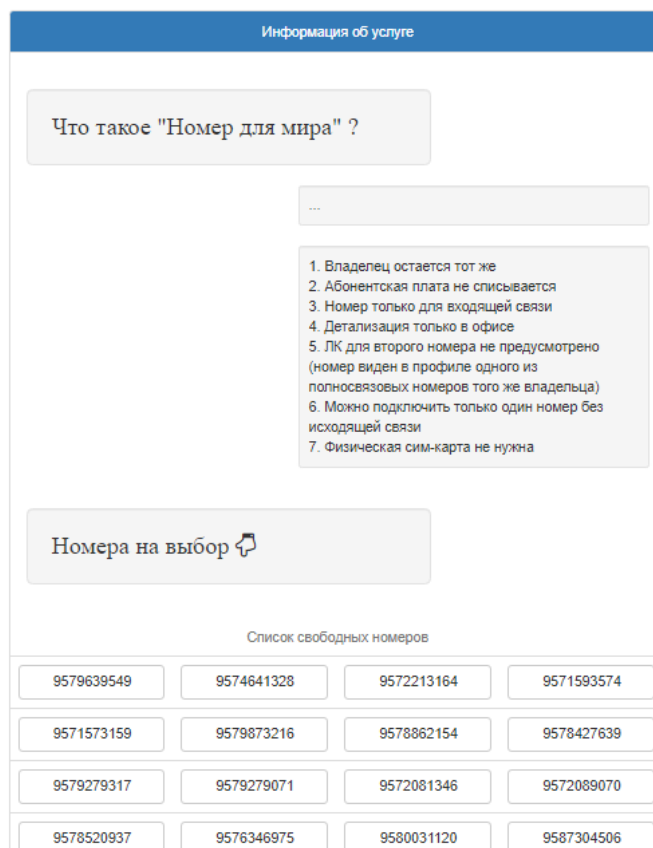 Информация об услуге
Что такое "Номер для мира" ?
...
1. Владелец остается тот же
2. Абонентская плата не списывается
3. Номер только для входящей связи
4. Детализация только в офисе
5. ЛК для второго номера не предусмотрено
(номер виден в профиле одного из
полносвязовых номеров того же владельца)
6. Можно подключить только один номер без
исходящей связи
7. Физическая сим-карта не нужна
Номера на выбор
Список свободных номеров
9579639549 9574641328 9572213164 9571593574
9571573159 9579873216 9578862154 9578427639
9579279317 9579279071 9572081346 9572089070
9578520937 9576346975 9580031120 9587304506